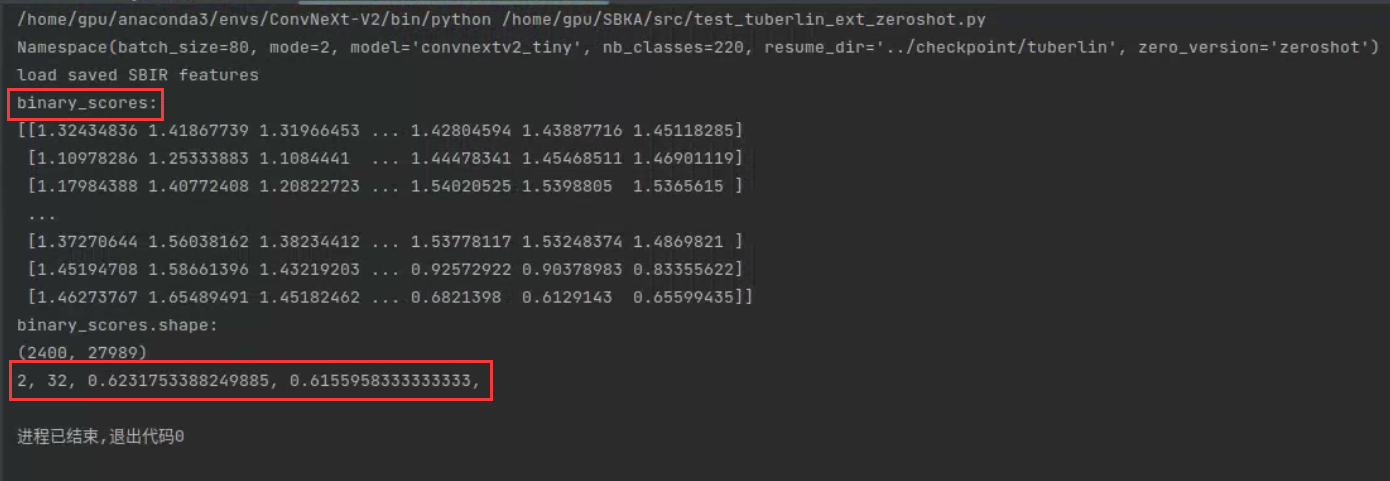 /home/gpu/anaconda3/envs/ConvNeXt-V2/bin/python /home/gpu/SBKA/src/test_tuberlin_ext_zeroshot.py
Namespace(batch_size=80, mode=2, model='convnextv2_tiny', nb_classes=220, resume_dir='../checkpoint/tuberlin', zero_version='zeroshot')
load saved SBIR features
binary_scores:
[[1.32434836 1.41867739 1.31966453 ... 1.42804594 1.43887716 1.45118285]
 [1.10978286 1.25333883 1.1084441  ... 1.44478341 1.45468511 1.46901119]
 [1.17984388 1.40772408 1.20822723 ... 1.54020525 1.5398805  1.5365615 ]
 ...
 [1.37270644 1.56038162 1.38234412 ... 1.53778117 1.53248374 1.4869821 ]
 [1.45194708 1.58661396 1.43219203 ... 0.92572922 0.90378983 0.83355622]
 [1.46273767 1.65489491 1.45182462 ... 0.6821398  0.6129143  0.65599435]]
binary_scores.shape:
(2400, 27989)
2, 32, 0.6231753388249885, 0.6155958333333333,
进程已结束,退出代码0